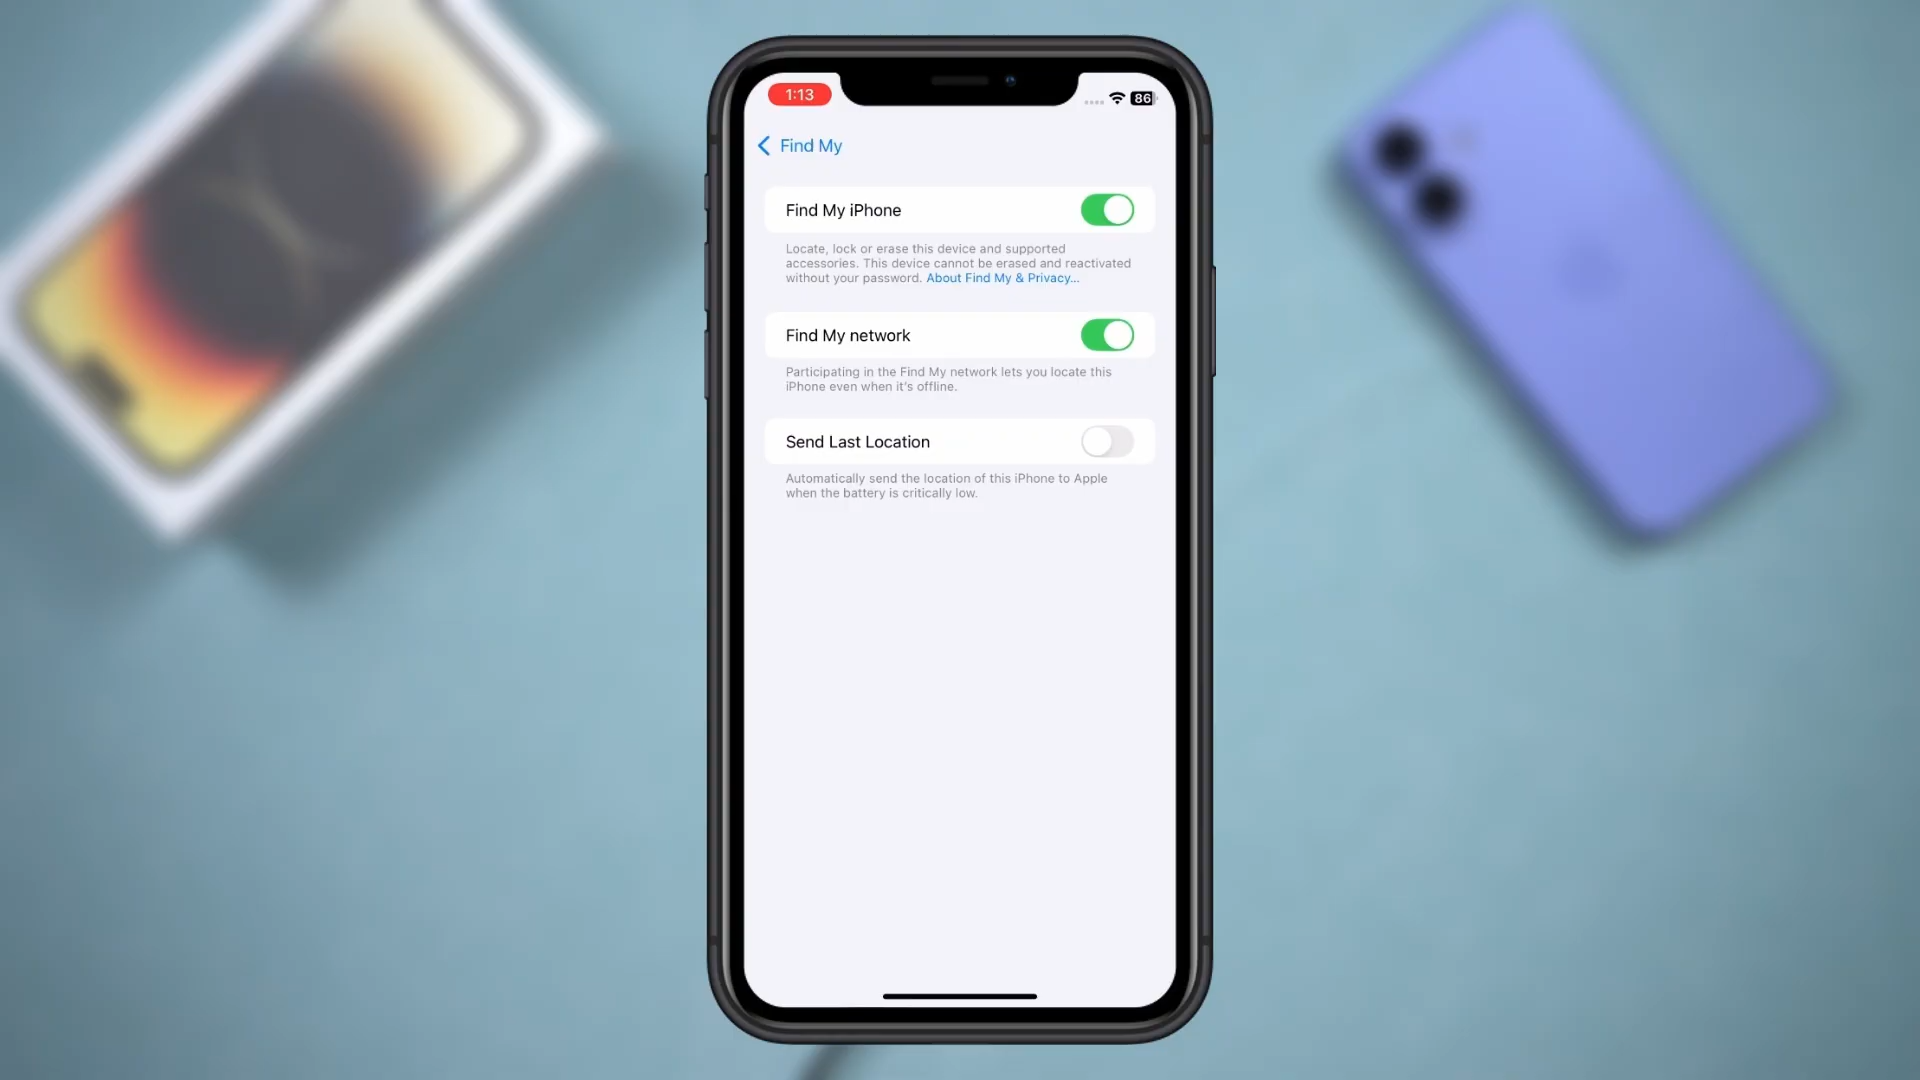 1:13
86
Find My
Find My iPhone
Locate, lock or erase this device and supported
accessories. This device cannot be erased and reactivated
without your password. About Find My & Privacy...
Find My network
Participating in the Find My network lets you locate this
iPhone even when it's offline.
Send Last Location
Automatically send the location of this iPhone to Apple
when the battery is critically low.